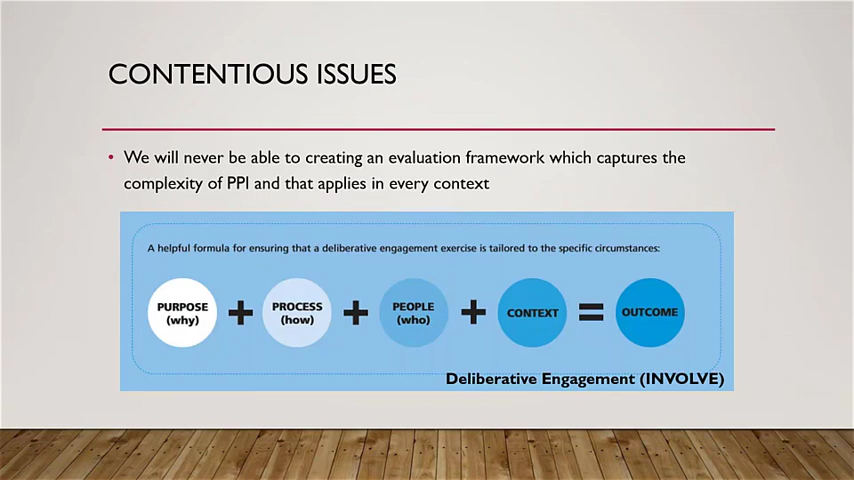 CONTENTIOUS ISSUES
• We will never be able to creating an evaluation framework which captures the
complexity of PPI and that applies in every context
A helpful formula for ensuring that a deliberative engagement exercise is tailored to the specific circumstances:
PURPOSE + PROCESS + PEOPLE + CONTEXT = OUTCOME
(why) (how) (who)
Deliberative Engagement (INVOLVE)